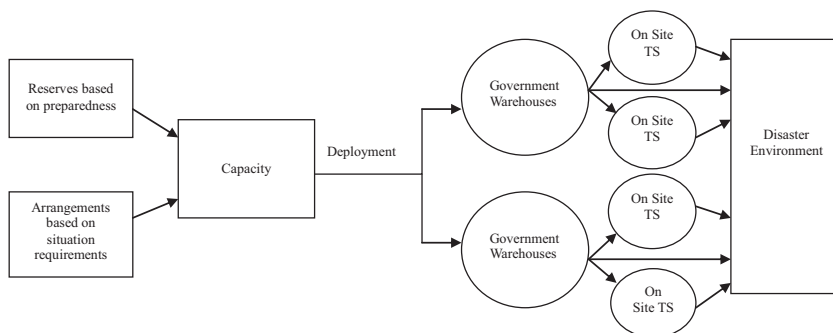 Reserves based
on preparedness
Arrangements
based on
situation
requirements
Capacity
Deployment
Government
Warehouses
Government
Warehouses
On Site
TS
On Site
TS
On Site
TS
On
Site TS
Disaster
Environment